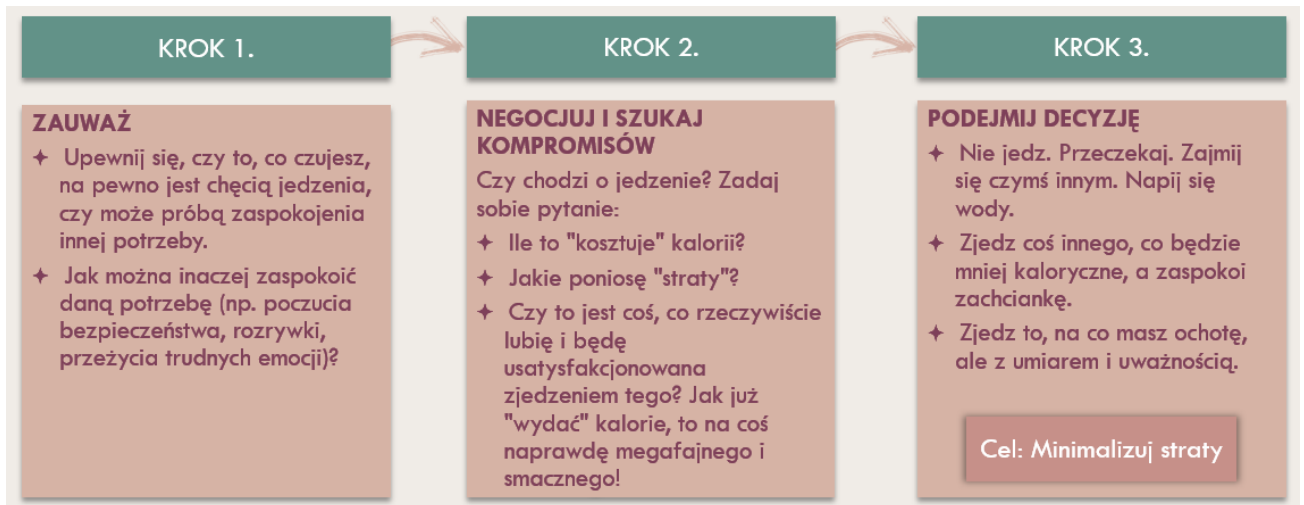 KROK 1.
ZAUWAŻ
✦ Upewnij się, czy to, co czujesz,
na pewno jest chęcią jedzenia,
czy może próbą zaspokojenia
innej potrzeby.
✦ Jak można inaczej zaspokoić
daną potrzebę (np. poczucia
bezpieczeństwa, rozrywki,
przeżycia trudnych emocji)?
KROK 2.
NEGOCJUJ I SZUKAJ
KOMPROMISÓW
Czy chodzi o jedzenie? Zadaj
sobie pytanie:
✦ Ile to "kosztuje" kalorii?
✦ Jakie poniosę "straty"?
✦ Czy to jest coś, co rzeczywiście
lubię i będę
usatysfakcjonowana
zjedzeniem tego? Jak już
"wydać" kalorie, to na coś
naprawdę megafajnego i
smacznego!
KROK 3.
PODEJMIJ DECYZJĘ
✦ Nie jedz. Przeczekaj. Zajmij
się czymś innym. Napij się
wody.
✦ Zjedz coś innego, co będzie
mniej kaloryczne, a zaspokoi
zachciankę.
✦ Zjedz to, na co masz ochotę,
ale z umiarem i uważnością.
Cel: Minimalizuj straty